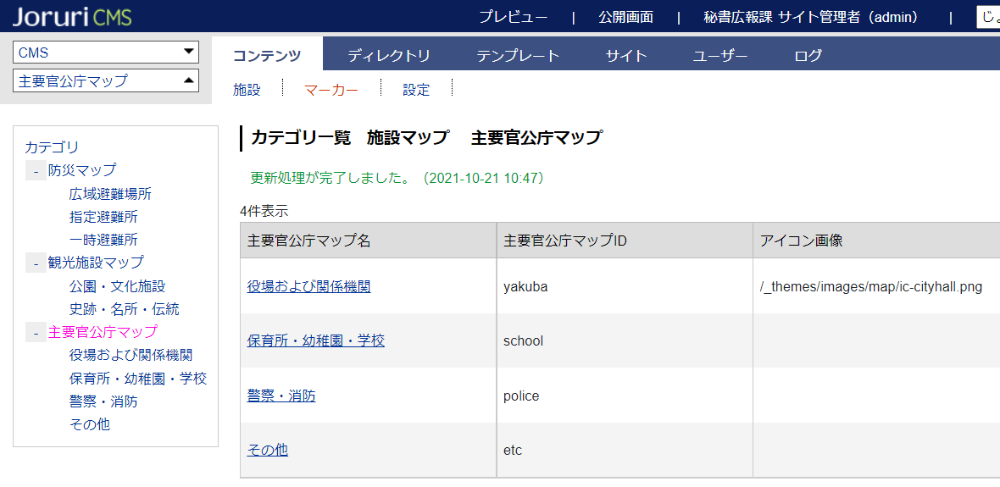 Joruri CMS
プレビュー | 公開画面 | 秘書広報課 サイト管理者（admin） |
CMS
主要官公庁マップ
コンテンツ ディレクトリ テンプレート サイト ユーザー ログ
施設 マーカー 設定
カテゴリ
- 防災マップ
広域避難場所
指定避難所
一時避難所
- 観光施設マップ
公園・文化施設
史跡・名所・伝統
- 主要官公庁マップ
役場および関係機関
保育所・幼稚園・学校
警察・消防
その他
カテゴリ一覧 施設マップ 主要官公庁マップ
更新処理が完了しました。（2021-10-21 10:47）
4件表示
主要官公庁マップ名 主要官公庁マップID アイコン画像
役場および関係機関 yakuba /_themes/images/map/ic-cityhall.png
保育所・幼稚園・学校 school
警察・消防 police
その他 etc